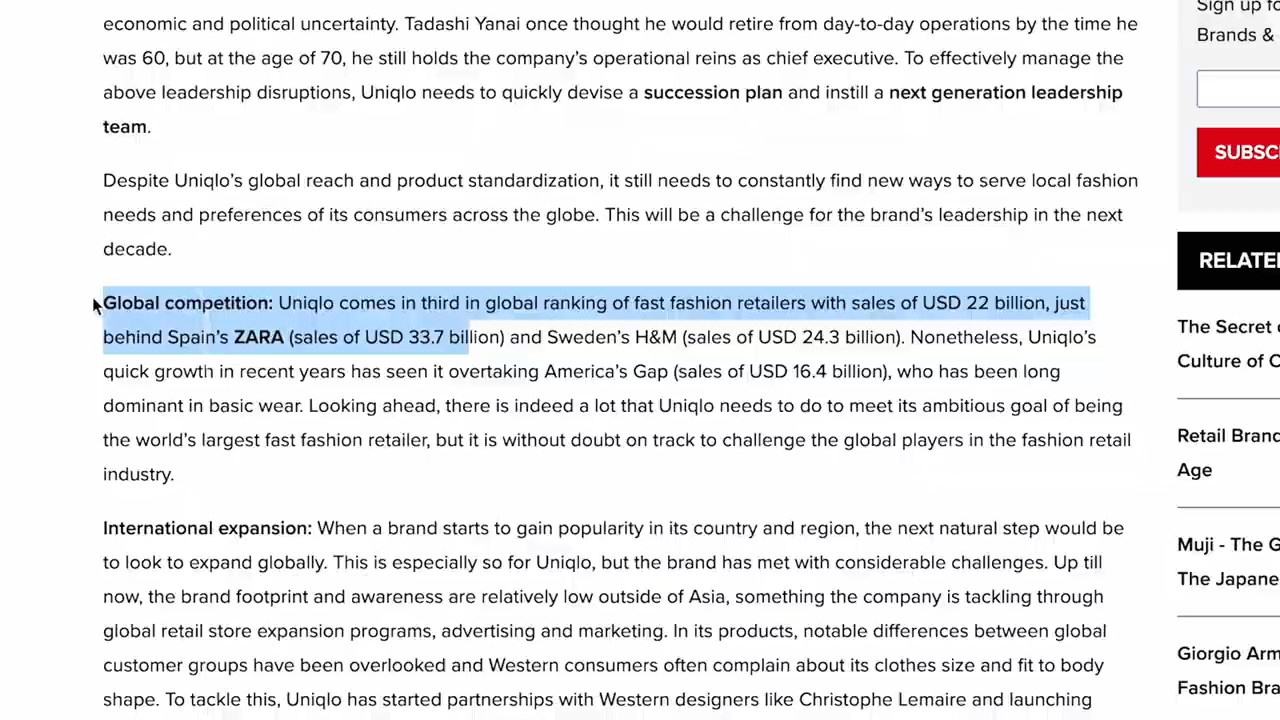 economic and political uncertainty. Tadashi Yanai once thought he would retire from day-to-day operations by the time he
was 60, but at the age of 70, he still holds the company's operational reins as chief executive. To effectively manage the
above leadership disruptions, Uniqlo needs to quickly devise a succession plan and instill a next generation leadership
team.
Despite Uniqlo's global reach and product standardization, it still needs to constantly find new ways to serve local fashion
needs and preferences of its consumers across the globe. This will be a challenge for the brand's leadership in the next
decade.
Global competition: Uniqlo comes in third in global ranking of fast fashion retailers with sales of USD 22 billion, just
behind Spain's ZARA (sales of USD 33.7 billion) and Sweden's H&M (sales of USD 24.3 billion). Nonetheless, Uniqlo's
quick growth in recent years has seen it overtaking America's Gap (sales of USD 16.4 billion), who has been long
dominant in basic wear. Looking ahead, there is indeed a lot that Uniqlo needs to do to meet its ambitious goal of being
the world's largest fast fashion retailer, but it is without doubt on track to challenge the global players in the fashion retail
industry.
International expansion: When a brand starts to gain popularity in its country and region, the next natural step would be
to look to expand globally. This is especially so for Uniqlo, but the brand has met with considerable challenges. Up till
now, the brand footprint and awareness are relatively low outside of Asia, something the company is tackling through
global retail store expansion programs, advertising and marketing. In its products, notable differences between global
customer groups have been overlooked and Western consumers often complain about its clothes size and fit to body
shape. To tackle this, Uniqlo has started partnerships with Western designers like Christophe Lemaire and launching
Sign up fo
Brands &
SUBSC
RELATE
The Secret o
Culture of C
Retail Brand
Age
Muji - The G
The Japane
Giorgio Arm
Fashion Bra